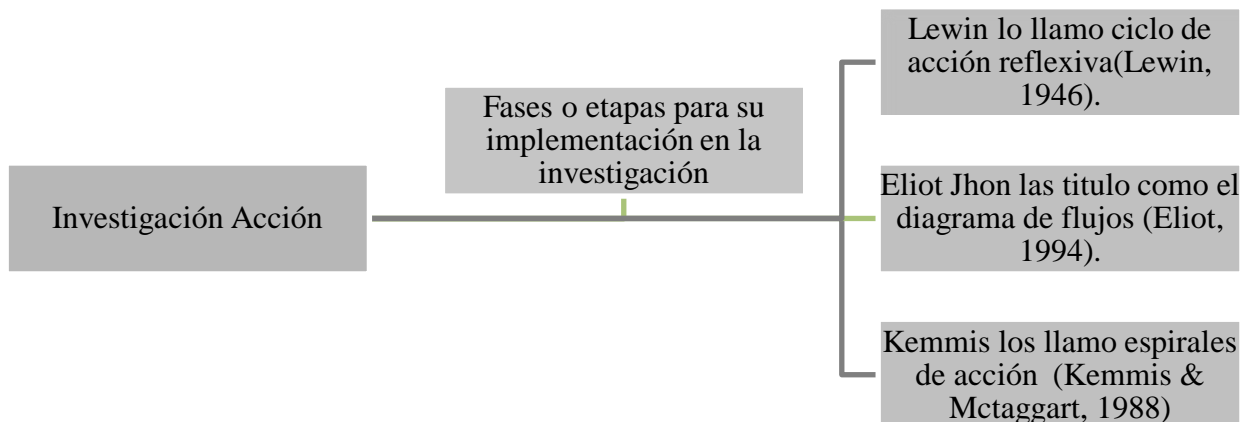 Investigación Acción
Fases o etapas para su
implementación en la
investigación
Lewin lo llamo ciclo de
acción reflexiva(Lewin,
1946).
Eliot Jhon las titulo como el
diagrama de flujos (Eliot,
1994).
Kemmis los llamo espirales
de acción (Kemmis &
Mctaggart, 1988)